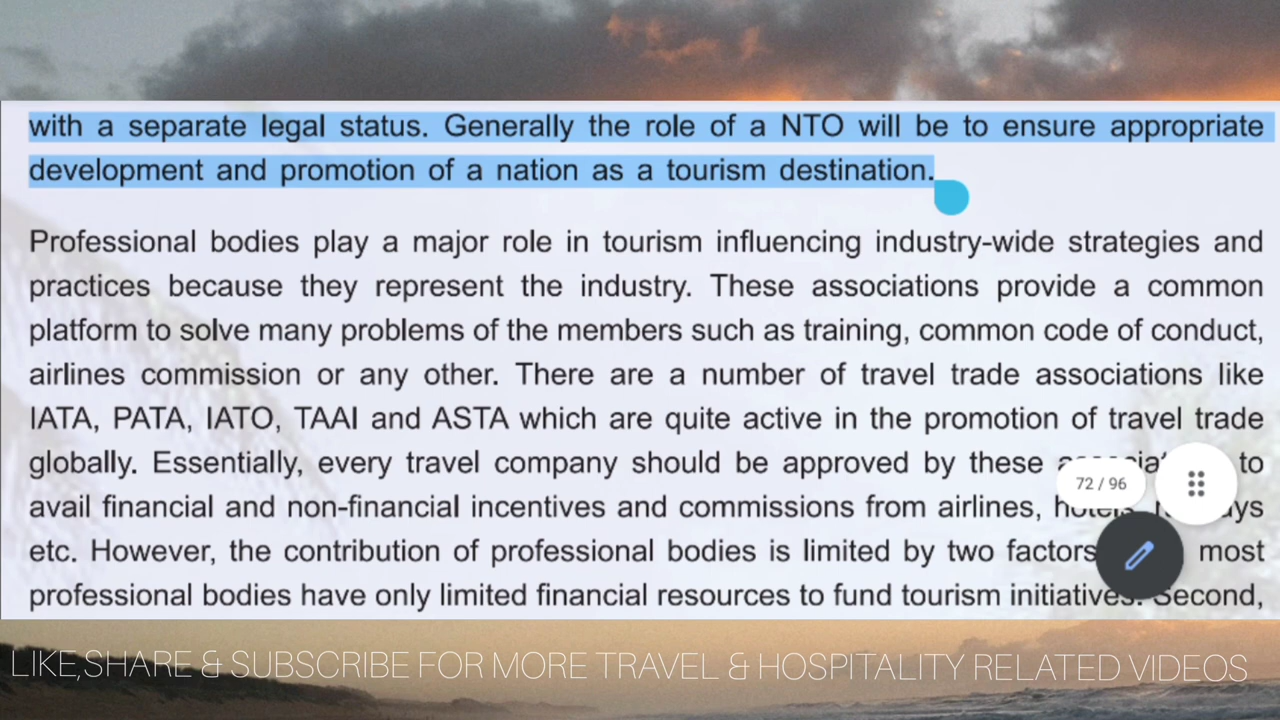 with a separate legal status. Generally the role of a NTO will be to ensure appropriate
development and promotion of a nation as a tourism destination.
Professional bodies play a major role in tourism influencing industry-wide strategies and
practices because they represent the industry. These associations provide a common
platform to solve many problems of the members such as training, common code of conduct,
airlines commission or any other. There are a number of travel trade associations like
IATA, PATA, IATO, TAAI and ASTA which are quite active in the promotion of travel trade
globally. Essentially, every travel company should be approved by these to
72 / 96
avail financial and non-financial incentives and commissions from airlines, hotels,
etc. However, the contribution of professional bodies is limited by two factors most
professional bodies have only limited financial resources to fund tourism initiatives. Second,
LIKE,SHARE & SUBSCRIBE FOR MORE TRAVEL & HOSPITALITY RELATED VIDEOS